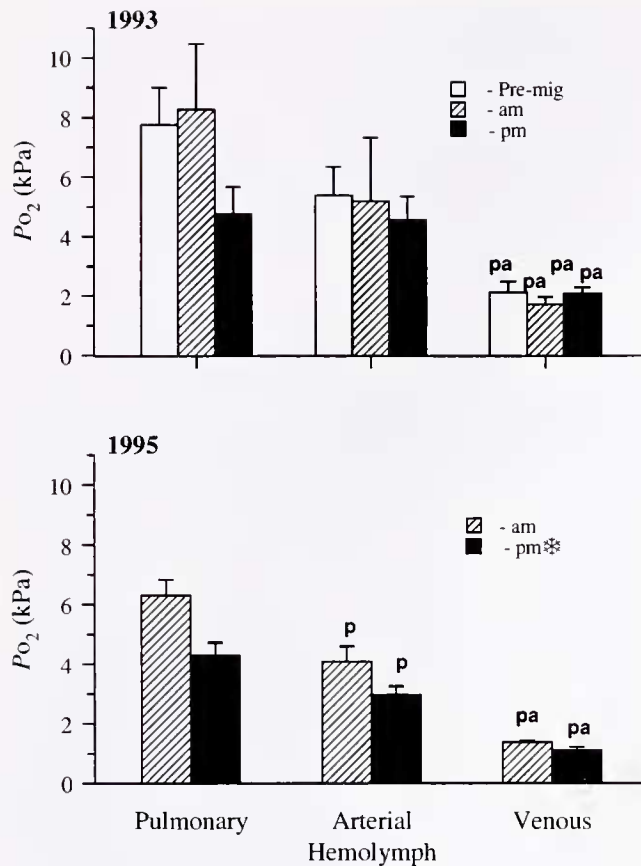 1993
10
8
6
4
2
0
Po₂ (kPa)
- Pre-mig
- am
- pm
pa pa pa pa
1995
10
8
6
4
2
0
Po₂ (kPa)
- am
- pm*
p p
pa pa
Pulmonary Arterial Venous
Hemolymph